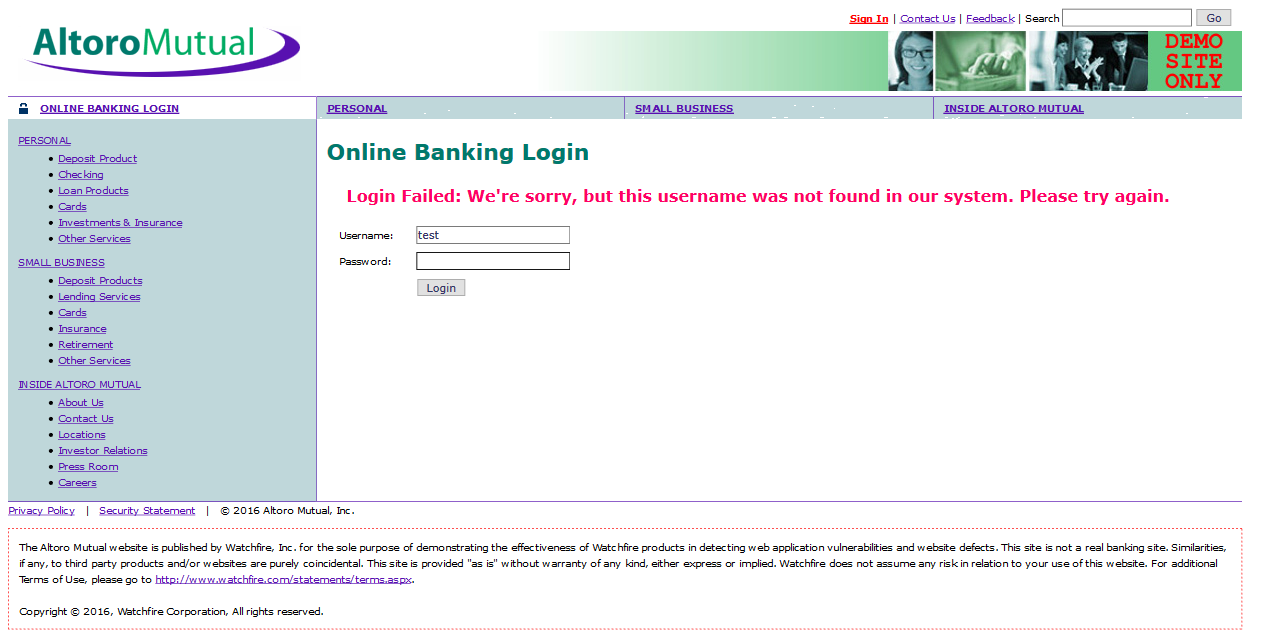 Sign In | Contact Us | Feedback | Search Go
AltoroMutual
DEMO
SITE
ONLY
ONLINE BANKING LOGIN
PERSONAL
SMALL BUSINESS
INSIDE ALTORO MUTUAL
PERSONAL
• Deposit Product
• Checking
• Loan Products
• Cards
• Investments & Insurance
• Other Services
SMALL BUSINESS
• Deposit Products
• Lending Services
• Cards
• Insurance
• Retirement
• Other Services
INSIDE ALTORO MUTUAL
• About Us
• Contact Us
• Locations
• Investor Relations
• Press Room
• Careers
Online Banking Login
Login Failed: We're sorry, but this username was not found in our system. Please try again.
Username: test
Password:
Login
Privacy Policy | Security Statement | © 2016 Altoro Mutual, Inc.
The Altoro Mutual website is published by Watchfire, Inc. for the sole purpose of demonstrating the effectiveness of Watchfire products in detecting web application vulnerabilities and website defects. This site is not a real banking site. Similarities,
if any, to third party products and/or websites are purely coincidental. This site is provided "as is" without warranty of any kind, either express or implied. Watchfire does not assume any risk in relation to your use of this website. For additional
Terms of Use, please go to http://www.watchfire.com/statements/terms.aspx.
Copyright © 2016, Watchfire Corporation, All rights reserved.